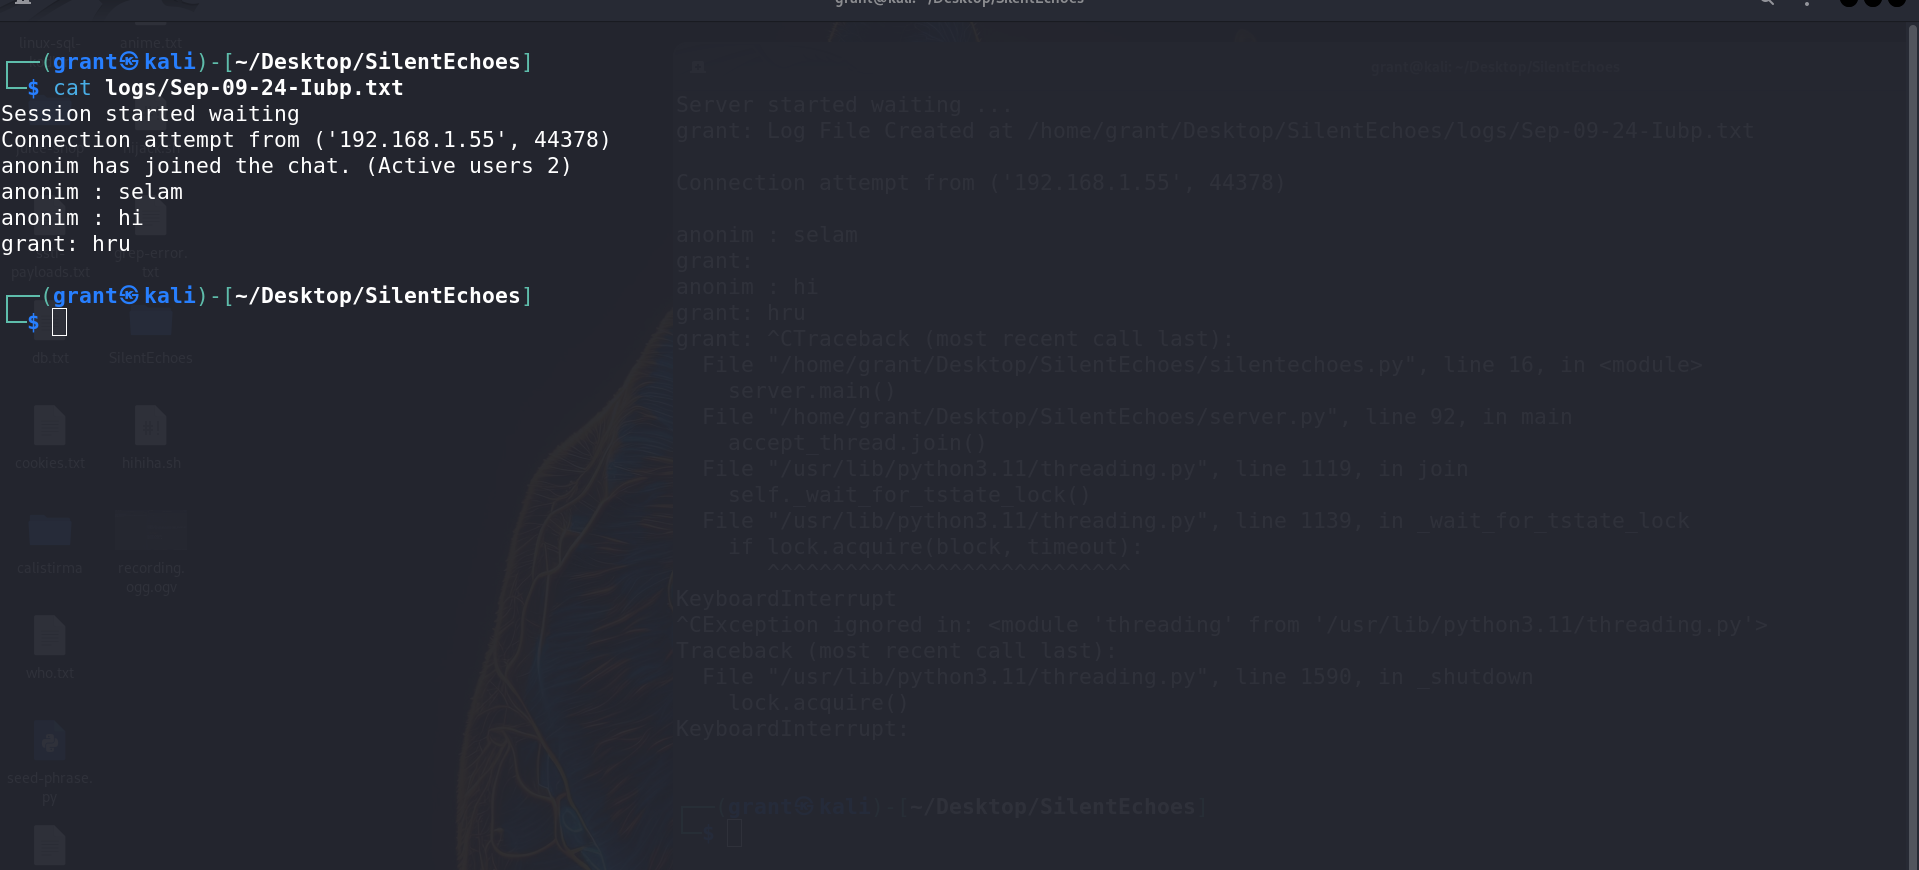 grant@kali: ~/Desktop/SilentEchoes
┌──(grant㉿kali)-[~/Desktop/SilentEchoes]
└─$ cat logs/Sep-09-24-Iubp.txt
Session started waiting
Connection attempt from ('192.168.1.55', 44378)
anonim has joined the chat. (Active users 2)
anonim : selam
anonim : hi
grant: hru
┌──(grant㉿kali)-[~/Desktop/SilentEchoes]
└─$
linux-sql-
anime.txt
payloads.txt
grep-error.
txt
db.txt
SilentEchoes
cookies.txt
hihiha.sh
calistirma
recording.
ogg.ogv
who.txt
seed-phrase.
py
grant@kali: ~/Desktop/SilentEchoes
Server started waiting ...
grant: Log File Created at /home/grant/Desktop/SilentEchoes/logs/Sep-09-24-Iubp.txt
Connection attempt from ('192.168.1.55', 44378)
anonim : selam
grant:
anonim : hi
grant: hru
grant: ^CTraceback (most recent call last):
  File "/home/grant/Desktop/SilentEchoes/silentechoes.py", line 16, in <module>
    server.main()
  File "/home/grant/Desktop/SilentEchoes/server.py", line 92, in main
    accept_thread.join()
  File "/usr/lib/python3.11/threading.py", line 1119, in join
    self._wait_for_tstate_lock()
  File "/usr/lib/python3.11/threading.py", line 1139, in _wait_for_tstate_lock
    if lock.acquire(block, timeout):
       ^^^^^^^^^^^^^^^^^^^^^^^^^^^^
KeyboardInterrupt
^CException ignored in: <module 'threading' from '/usr/lib/python3.11/threading.py'>
Traceback (most recent call last):
  File "/usr/lib/python3.11/threading.py", line 1590, in _shutdown
    lock.acquire()
KeyboardInterrupt:
┌──(grant㉿kali)-[~/Desktop/SilentEchoes]
└─$